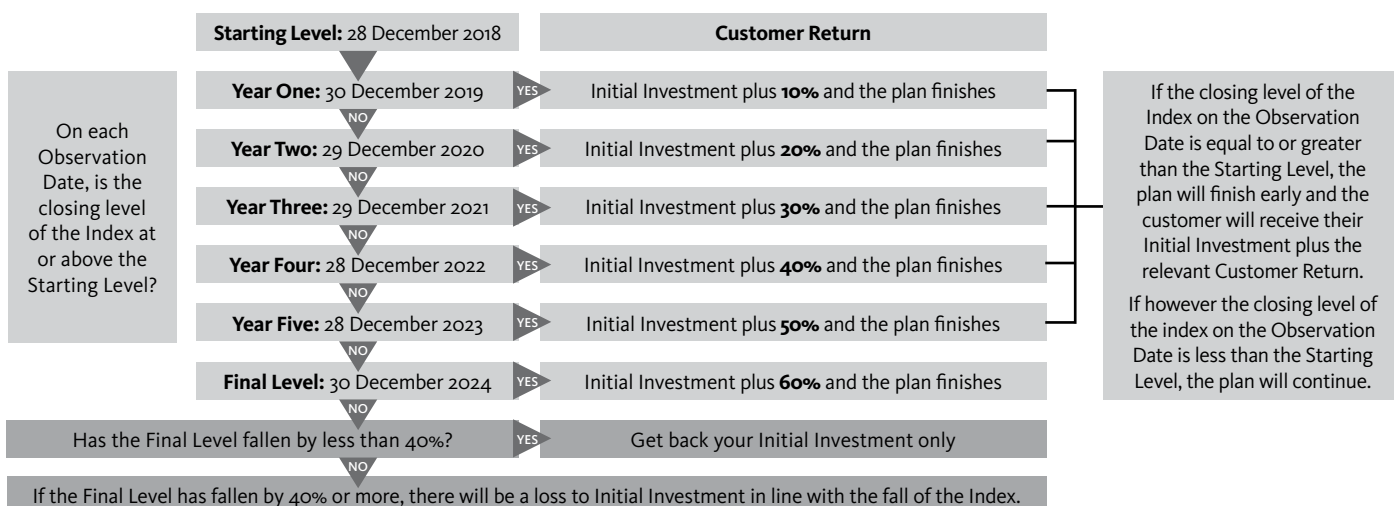 Starting Level: 28 December 2018
Customer Return
On each
Observation
Date, is the
closing level
of the Index at
or above the
Starting Level?
Year One: 30 December 2019
YES
Initial Investment plus 10% and the plan finishes
NO
Year Two: 29 December 2020
YES
Initial Investment plus 20% and the plan finishes
NO
Year Three: 29 December 2021
YES
Initial Investment plus 30% and the plan finishes
NO
Year Four: 28 December 2022
YES
Initial Investment plus 40% and the plan finishes
NO
Year Five: 28 December 2023
YES
Initial Investment plus 50% and the plan finishes
NO
Final Level: 30 December 2024
YES
Initial Investment plus 60% and the plan finishes
NO
If the closing level of the
Index on the Observation
Date is equal to or greater
than the Starting Level, the
plan will finish early and the
customer will receive their
Initial Investment plus the
relevant Customer Return.
If however the closing level of
the index on the Observation
Date is less than the Starting
Level, the plan will continue.
Has the Final Level fallen by less than 40%?
YES
Get back your Initial Investment only
NO
If the Final Level has fallen by 40% or more, there will be a loss to Initial Investment in line with the fall of the Index.